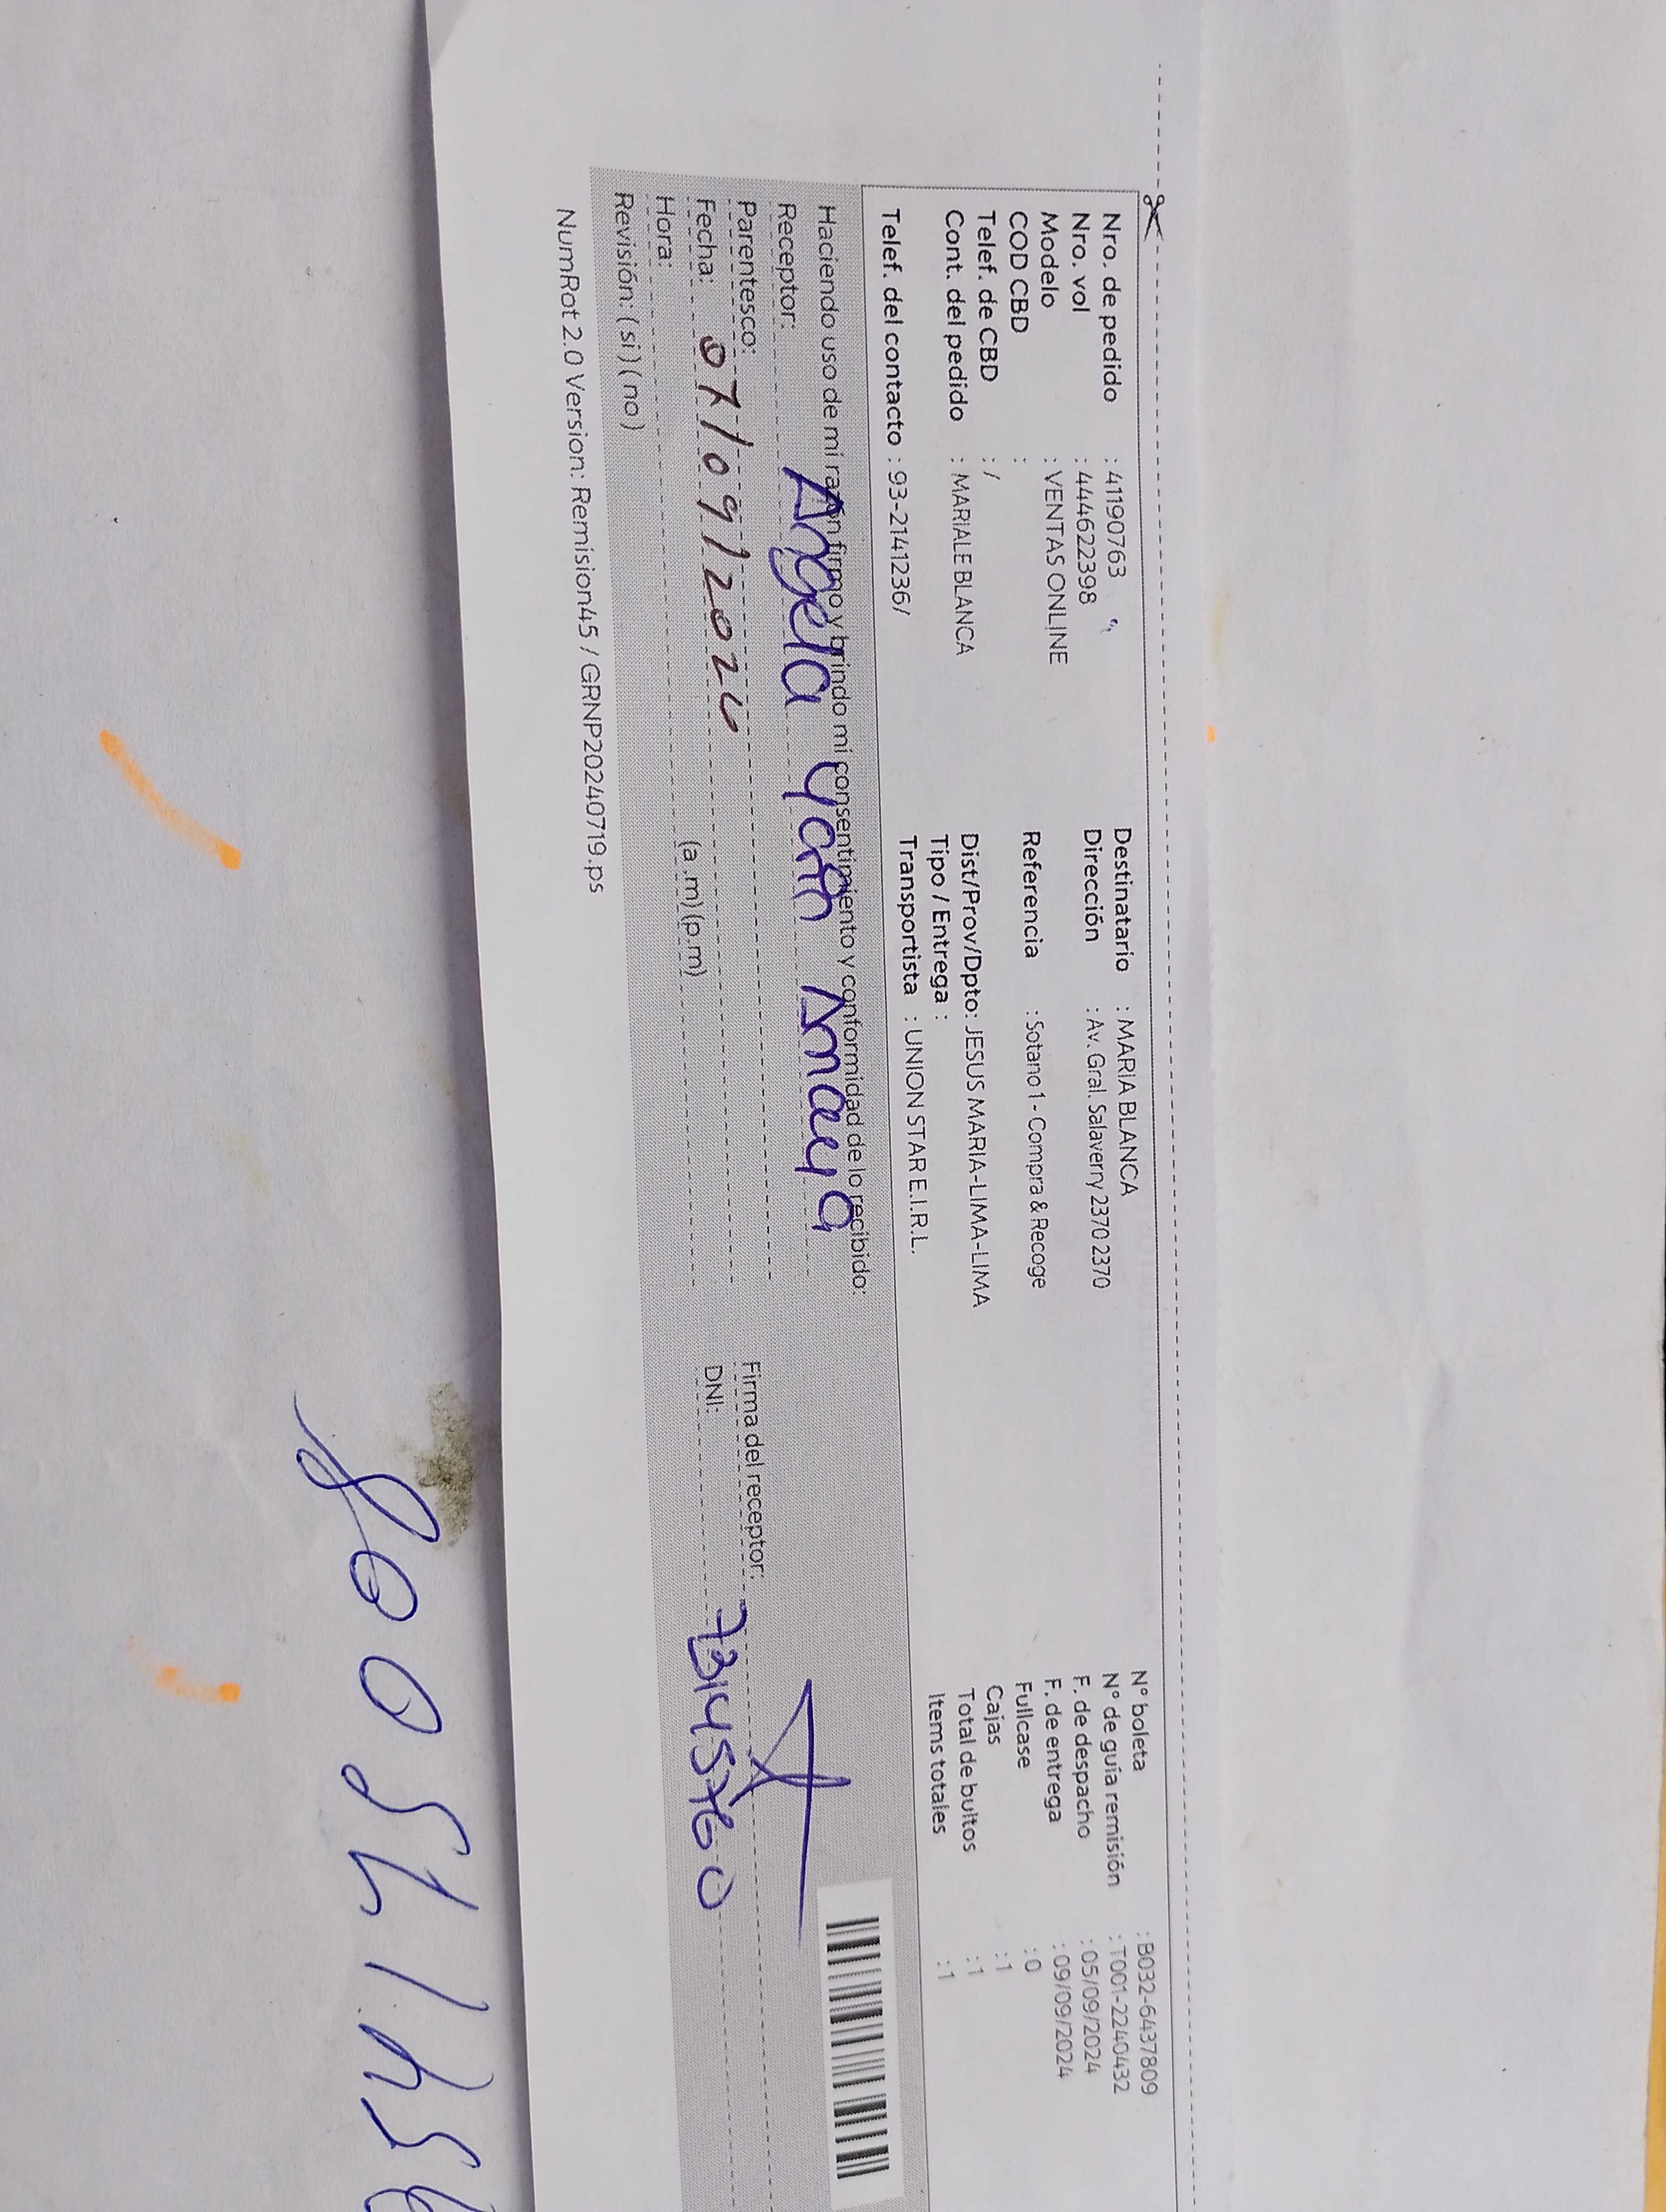 Nro. de pedido : 41190763
Nro. vol : 444622398
Modelo : VENTAS ONLINE
COD CBD :
Telef. de CBD : /
Cont. del pedido : MARIALE BLANCA
Telef. del contacto : 93-2141236/
Destinatario : MARIA BLANCA
Dirección : Av. Gral. Salaverry 2370 2370
Referencia : Sotano 1 - Compra & Recoge
Dist/Prov/Dpto: JESUS MARIA-LIMA-LIMA
Tipo / Entrega :
Transportista : UNION STAR E.I.R.L.
N° boleta : B032-6437809
N° de guía remisión : T001-2240432
F. de despacho : 05/09/2024
F. de entrega : 09/09/2024
Fullcase : 0
Cajas : 1
Total de bultos : 1
Items totales : 1
Haciendo uso de mi razón firmo y brindo mi consentimiento y conformidad de lo recibido:
Receptor: Angela Yarin Amaya
Parentesco:
Fecha: 07/09/2024
Hora: (a.m) (p.m)
Revisión: (si) (no)
Firma del receptor:
DNI: 73145760
NumRot 2.0 Version: Remision45 / GRNP20240719.ps